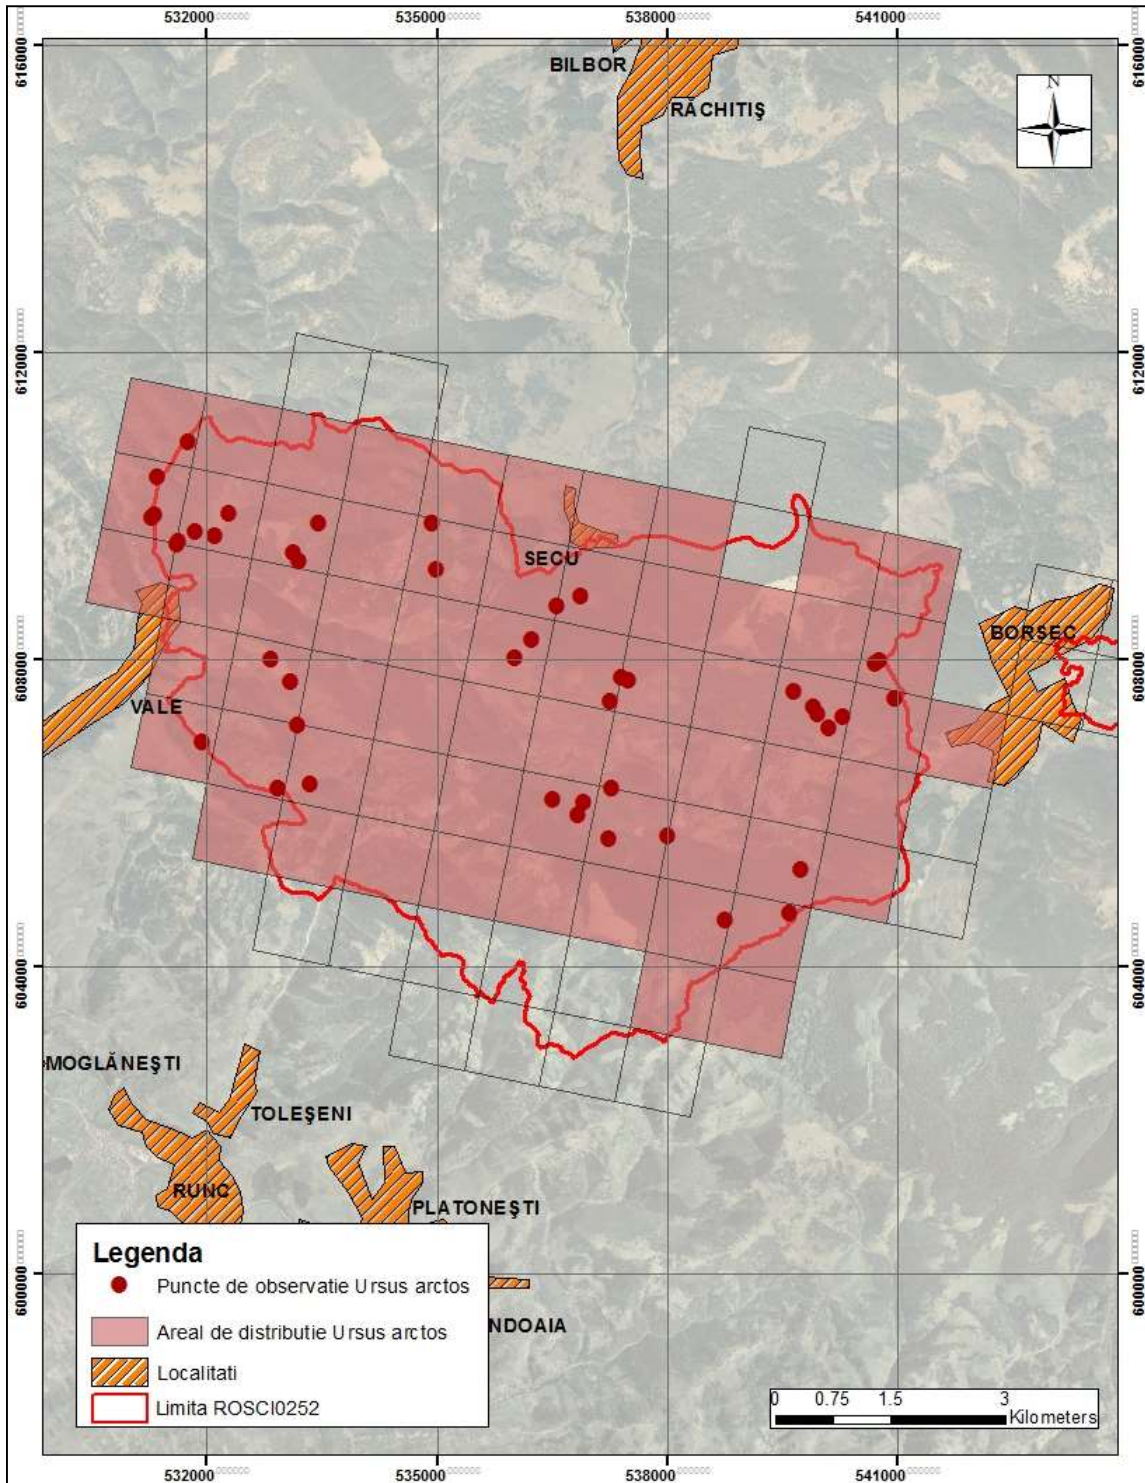 532000 535000 538000 541000
616000 616000
BILBOR
N
RĂCHITIŞ
612000 612000
SECU
BORSEC
608000 608000
VALE
604000 604000
MOGLĂNEŞTI
TOLEŞENI
RUNC
PLATONEŞTI
600000 600000
Legenda
Puncte de observatie Ursus arctos
NDOAIA
Areal de distributie Ursus arctos
Localitati
Limita ROSCI0252
0 0.75 1.5 3
Kilometers
532000 535000 538000 541000